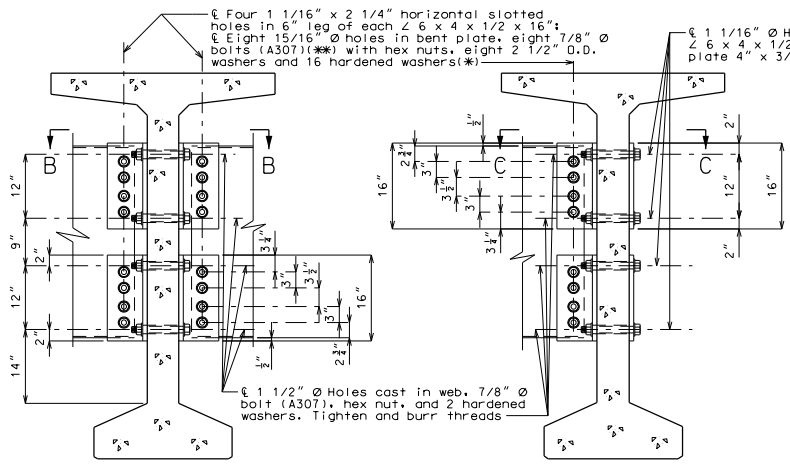 ℄ Four 1 1/16" x 2 1/4" horizontal slotted
holes in 6" leg of each ∠ 6 x 4 x 1/2 x 16";
℄ Eight 15/16" Ø holes in bent plate, eight 7/8" Ø
bolts (A307)(**) with hex nuts, eight 2 1/2" O.D.
washers and 16 hardened washers(*)
℄ 1 1/16" Ø H
∠ 6 x 4 x 1/2
plate 4" x 3/
B
B
12"
9"
2"
12"
2"
14"
3 1/4"
3"
3 1/2"
3"
2 3/4"
1/2"
16"
C
C
16"
2 3/4"
3"
3 1/2"
3"
3 1/4"
1/2"
2"
12"
2"
16"
℄ 1 1/2" Ø Holes cast in web, 7/8" Ø
bolt (A307), hex nut, and 2 hardened
washers. Tighten and burr threads